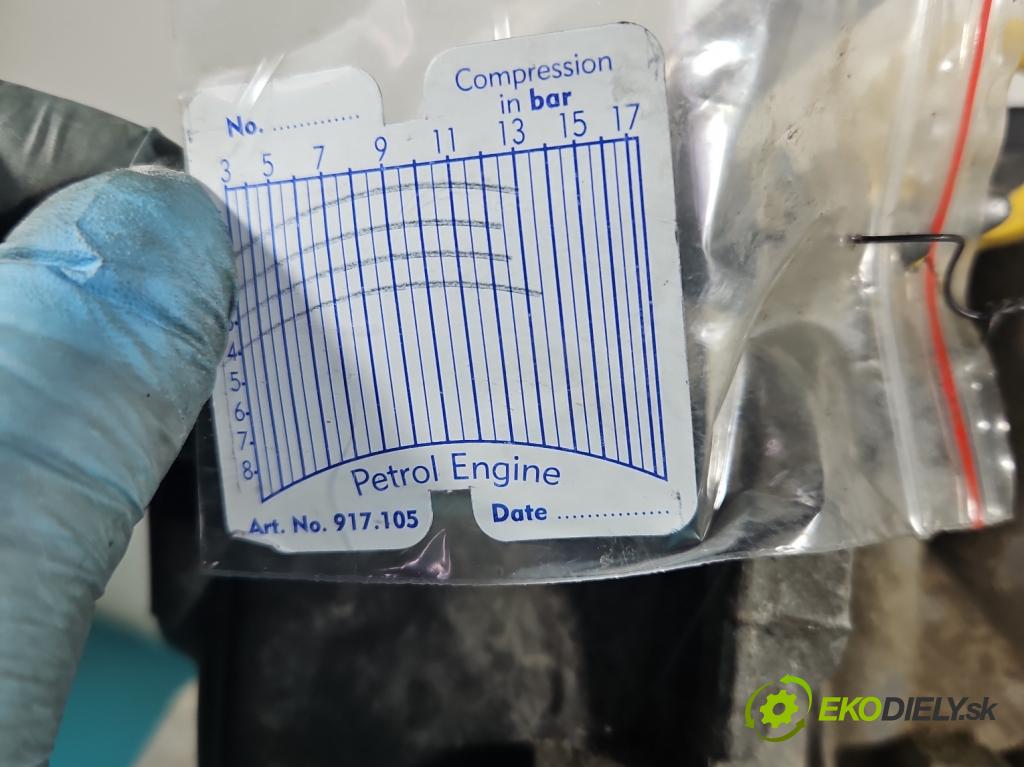 Compression
in bar
No. ..............
3 5 7 9 11 13 15 17
4
5
6
7
8
Petrol Engine
Art. No. 917.105
Date ..................
EKODIELY.sk